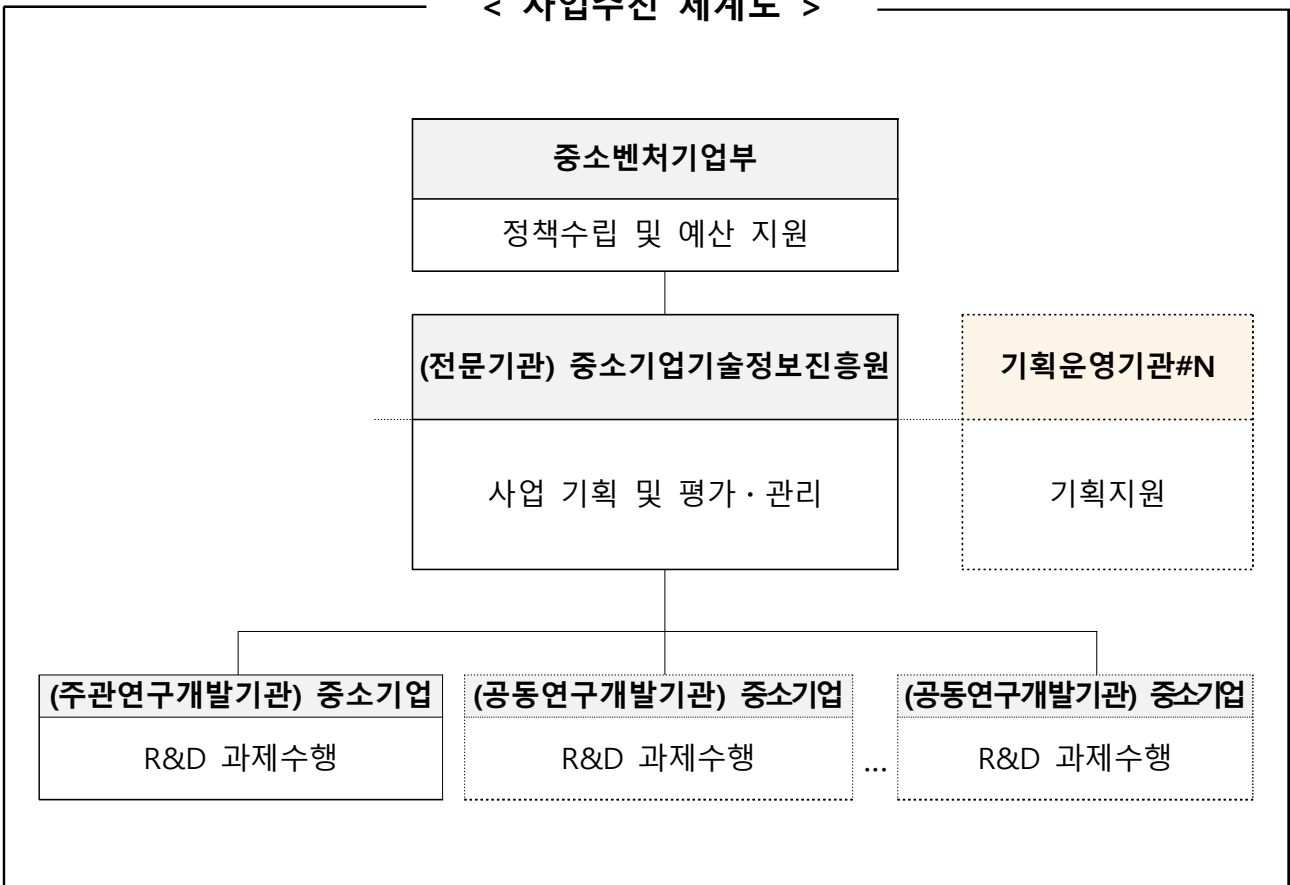 < 사업추진 체계도 >
중소벤처기업부
정책수립 및 예산 지원
(전문기관) 중소기업기술정보진흥원
기획운영기관#N
사업 기획 및 평가·관리
기획지원
(주관연구개발기관) 중소기업
(공동연구개발기관) 중소기업
(공동연구개발기관) 중소기업
R&D 과제수행
R&D 과제수행
...
R&D 과제수행